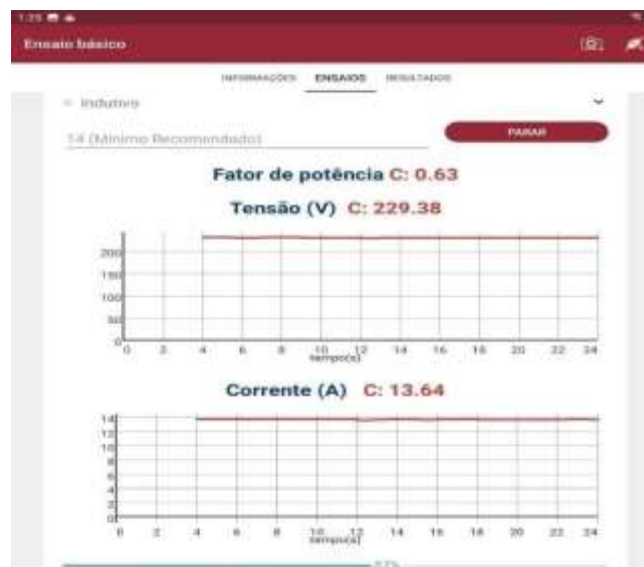 1:35
Ensaio básico
INFORMAÇÕES ENSAIOS RESULTADOS
Indutivo
14 (Mínimo Recomendado) PARAR
Fator de potência C: 0.63
Tensão (V) C: 229.38
200
150
100
50
0
0 2 4 6 8 10 12 14 16 18 20 22 24
tempo(s)
Corrente (A) C: 13.64
14
12
10
8
6
4
2
0
0 2 4 6 8 10 12 14 16 18 20 22 24
tempo(s)